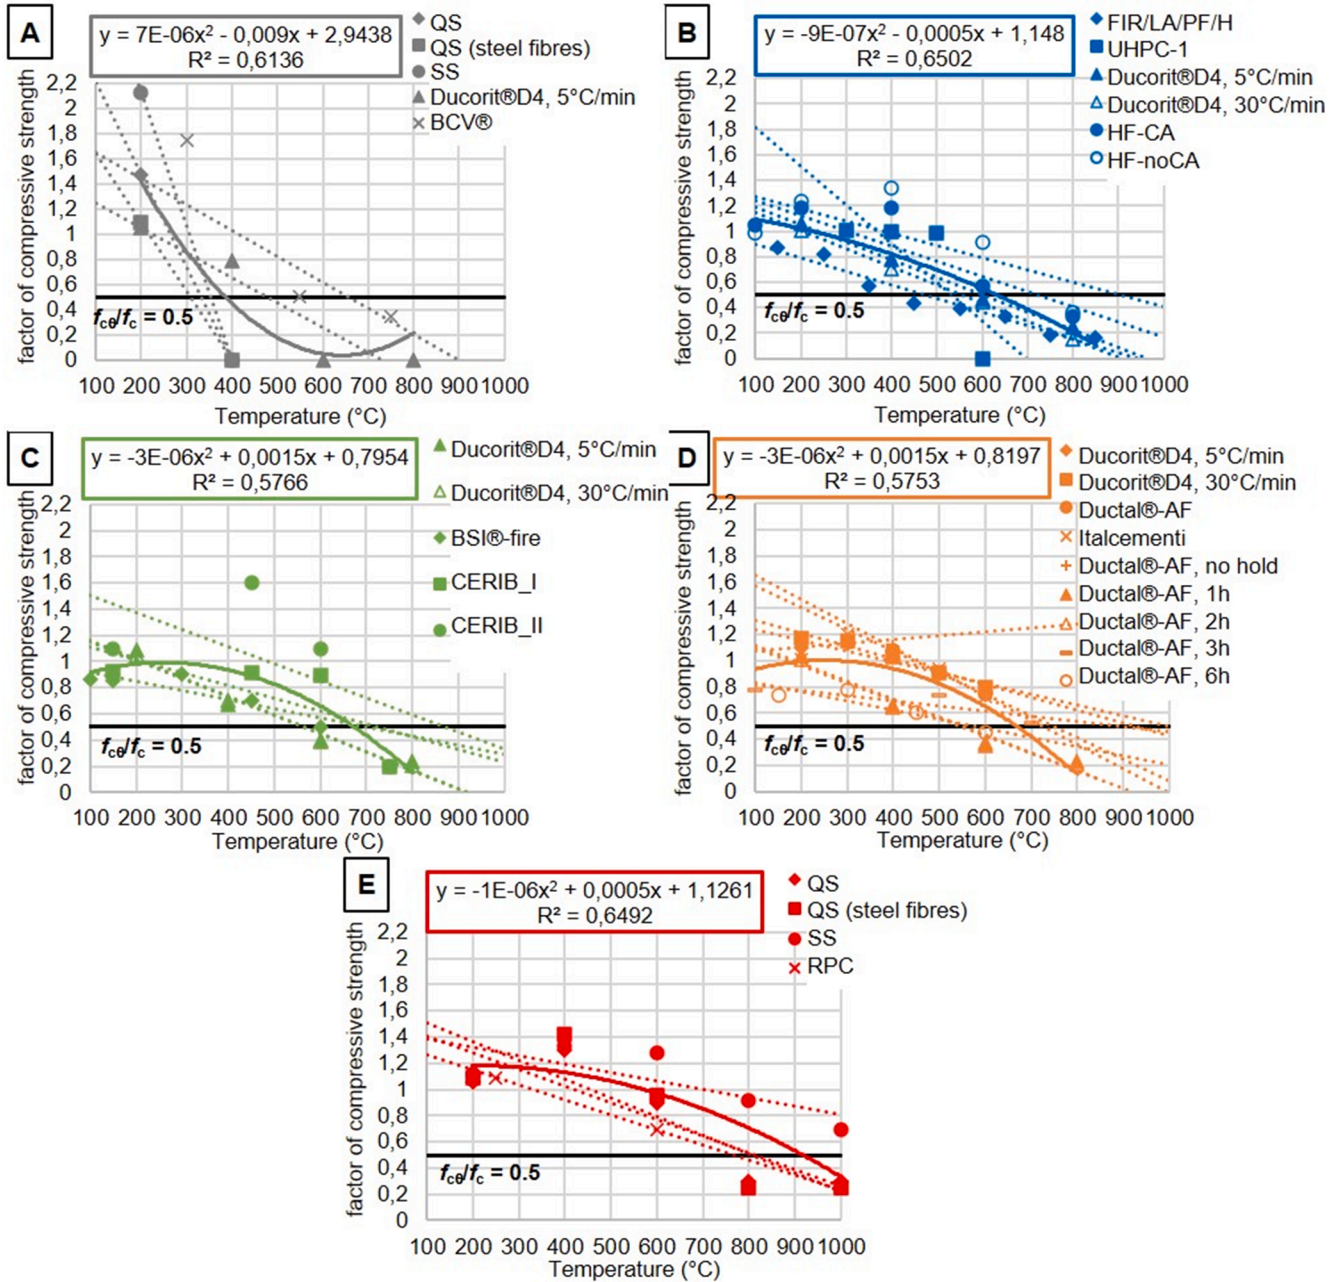 A
y = 7E-06x² - 0,009x + 2,9438
R² = 0,6136
QS
QS (steel fibres)
SS
Ducorit®D4, 5°C/min
BCV®
factor of compressive strength
2,2
2
1,8
1,6
1,4
1,2
1
0,8
0,6
0,4
0,2
0
fcθ/fc = 0.5
100 200 300 400 500 600 700 800 900 1000
Temperature (°C)
B
y = -9E-07x² - 0,0005x + 1,148
R² = 0,6502
FIR/LA/PF/H
UHPC-1
Ducorit®D4, 5°C/min
Ducorit®D4, 30°C/min
HF-CA
HF-noCA
factor of compressive strength
2,2
2
1,8
1,6
1,4
1,2
1
0,8
0,6
0,4
0,2
0
fcθ/fc = 0.5
100 200 300 400 500 600 700 800 900 1000
Temperature (°C)
C
y = -3E-06x² + 0,0015x + 0,7954
R² = 0,5766
Ducorit®D4, 5°C/min
Ducorit®D4, 30°C/min
BSI®-fire
CERIB_I
CERIB_II
factor of compressive strength
2,2
2
1,8
1,6
1,4
1,2
1
0,8
0,6
0,4
0,2
0
fcθ/fc = 0.5
100 200 300 400 500 600 700 800 900 1000
Temperature (°C)
D
y = -3E-06x² + 0,0015x + 0,8197
R² = 0,5753
Ducorit®D4, 5°C/min
Ducorit®D4, 30°C/min
Ductal®-AF
Italcementi
Ductal®-AF, no hold
Ductal®-AF, 1h
Ductal®-AF, 2h
Ductal®-AF, 3h
Ductal®-AF, 6h
factor of compressive strength
2,2
2
1,8
1,6
1,4
1,2
1
0,8
0,6
0,4
0,2
0
fcθ/fc = 0.5
100 200 300 400 500 600 700 800 900 1000
Temperature (°C)
E
y = -1E-06x² + 0,0005x + 1,1261
R² = 0,6492
QS
QS (steel fibres)
SS
RPC
factor of compressive strength
2,2
2
1,8
1,6
1,4
1,2
1
0,8
0,6
0,4
0,2
0
fcθ/fc = 0.5
100 200 300 400 500 600 700 800 900 1000
Temperature (°C)